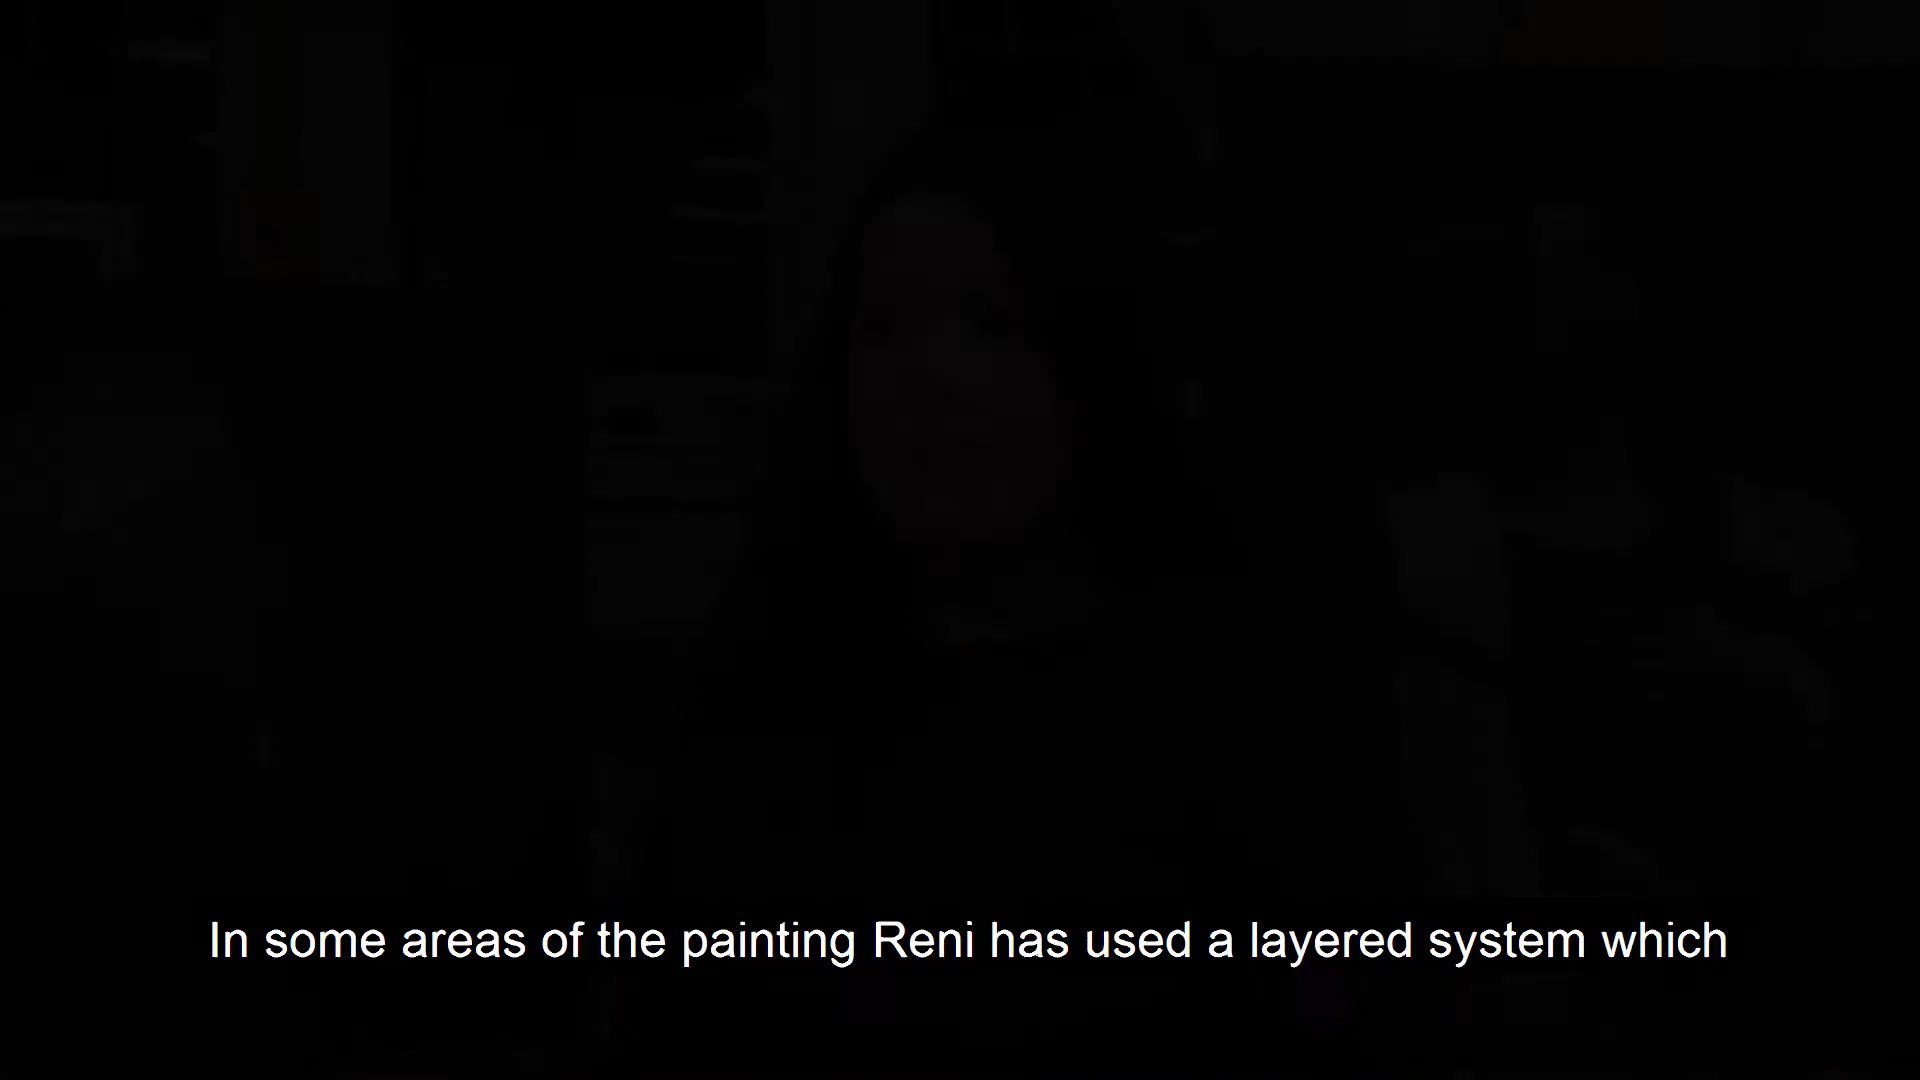 In some areas of the painting Reni has used a layered system which